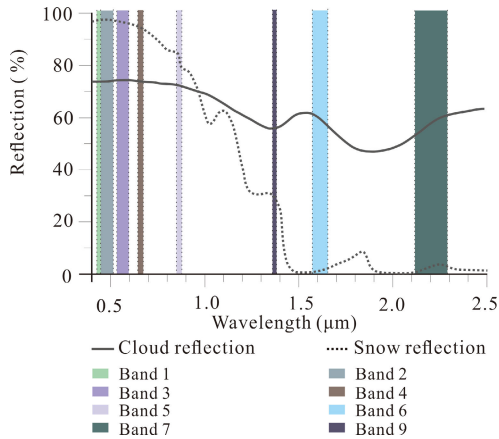 100
80
60
40
20
0
Reflection ( %)
0.5 1.0 1.5 2.0 2.5
Wavelength (μm)
Cloud reflection Snow reflection
Band 1 Band 2
Band 3 Band 4
Band 5 Band 6
Band 7 Band 9